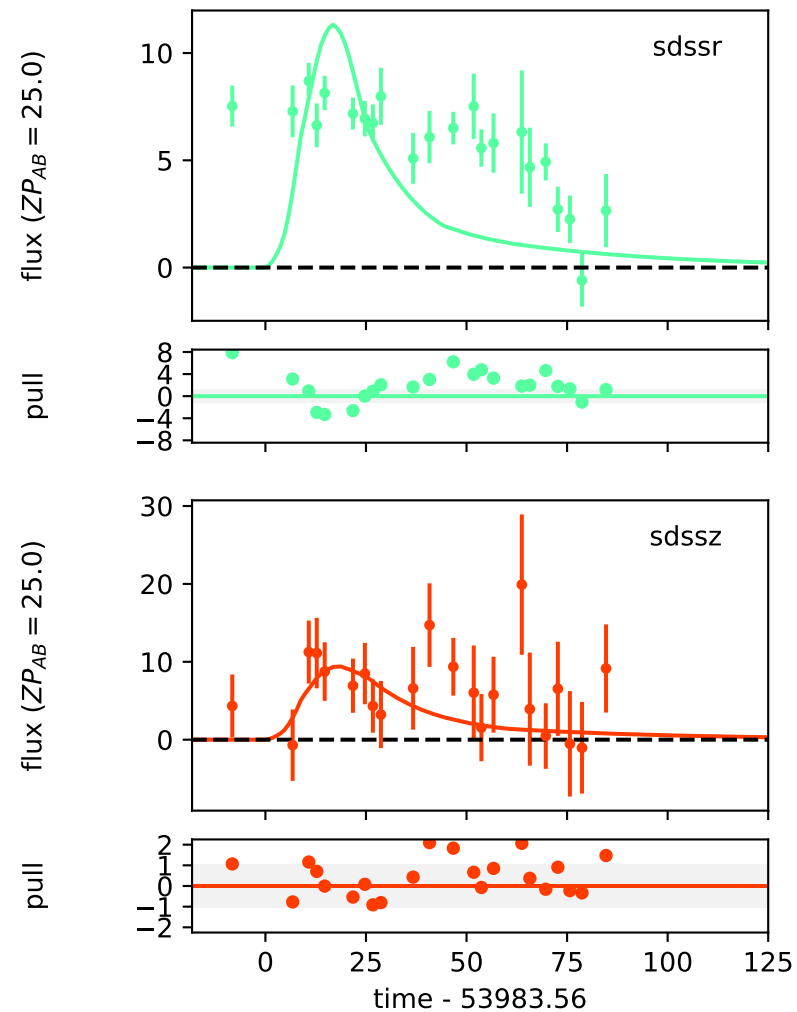 sdssr
flux (ZP_AB = 25.0)
10
5
0
pull
8
4
0
−4
−8
sdssz
flux (ZP_AB = 25.0)
30
20
10
0
pull
2
1
0
−1
−2
0 25 50 75 100 125
time - 53983.56